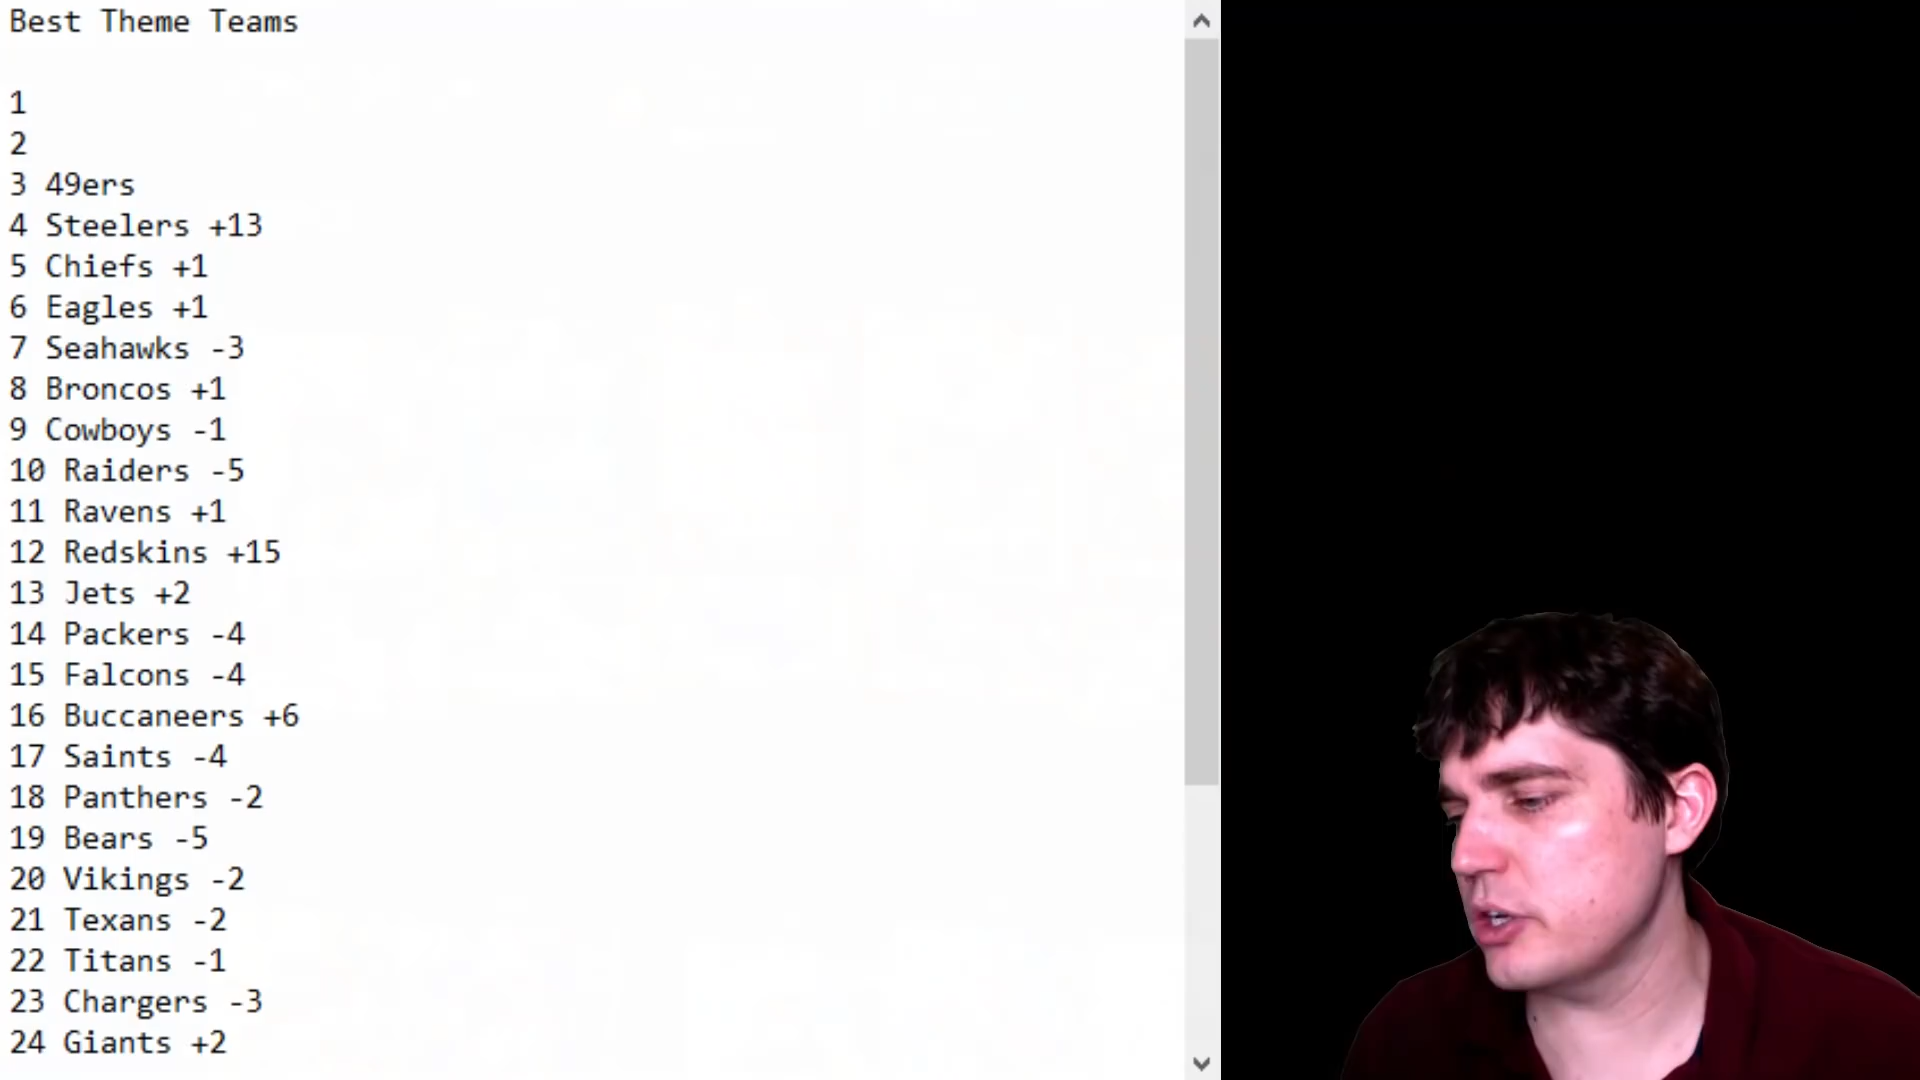 Best Theme Teams
1
2
3 49ers
4 Steelers +13
5 Chiefs +1
6 Eagles +1
7 Seahawks -3
8 Broncos +1
9 Cowboys -1
10 Raiders -5
11 Ravens +1
12 Redskins +15
13 Jets +2
14 Packers -4
15 Falcons -4
16 Buccaneers +6
17 Saints -4
18 Panthers -2
19 Bears -5
20 Vikings -2
21 Texans -2
22 Titans -1
23 Chargers -3
24 Giants +2